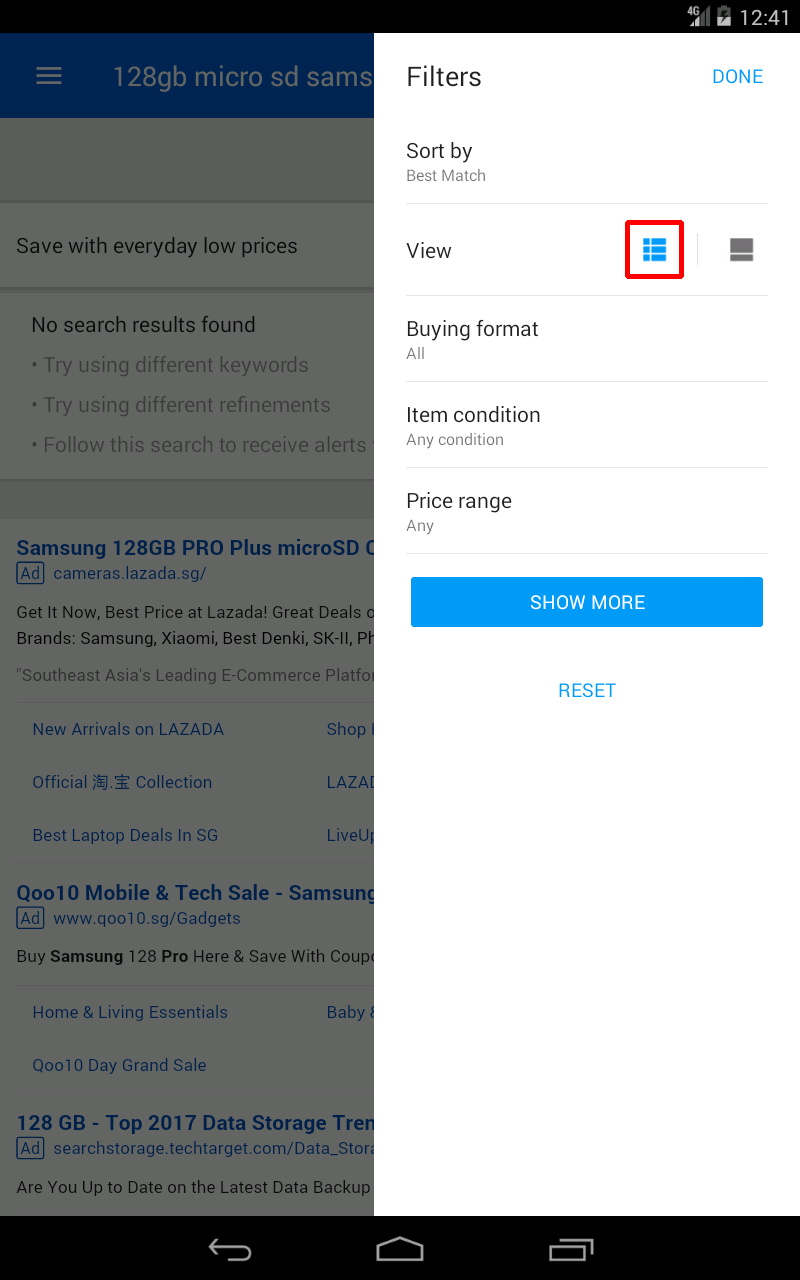 4G 12:41
128gb micro sd sams
Filters
DONE
Sort by
Best Match
View
Buying format
All
Item condition
Any condition
Price range
Any
SHOW MORE
RESET
Save with everyday low prices
No search results found
• Try using different keywords
• Try using different refinements
• Follow this search to receive alerts
Samsung 128GB PRO Plus microSD
Ad cameras.lazada.sg/
Get It Now, Best Price at Lazada! Great Deals o
Brands: Samsung, Xiaomi, Best Denki, SK-II, Ph
"Southeast Asia's Leading E-Commerce Platfor
New Arrivals on LAZADA
Shop
Official 淘.宝 Collection
LAZAD
Best Laptop Deals In SG
LiveUp
Qoo10 Mobile & Tech Sale - Samsung
Ad www.qoo10.sg/Gadgets
Buy Samsung 128 Pro Here & Save With Coupo
Home & Living Essentials
Baby &
Qoo10 Day Grand Sale
128 GB - Top 2017 Data Storage Tren
Ad searchstorage.techtarget.com/Data_Stora
Are You Up to Date on the Latest Data Backup